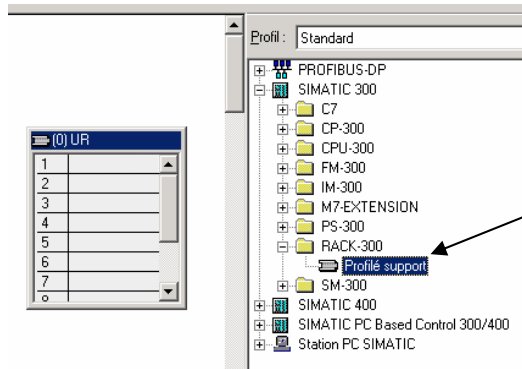 Profil : Standard
PROFIBUS-DP
SIMATIC 300
C7
CP-300
CPU-300
FM-300
IM-300
M7-EXTENSION
PS-300
RACK-300
Profilé support
SM-300
SIMATIC 400
SIMATIC PC Based Control 300/400
Station PC SIMATIC
(0) UR
1
2
3
4
5
6
7